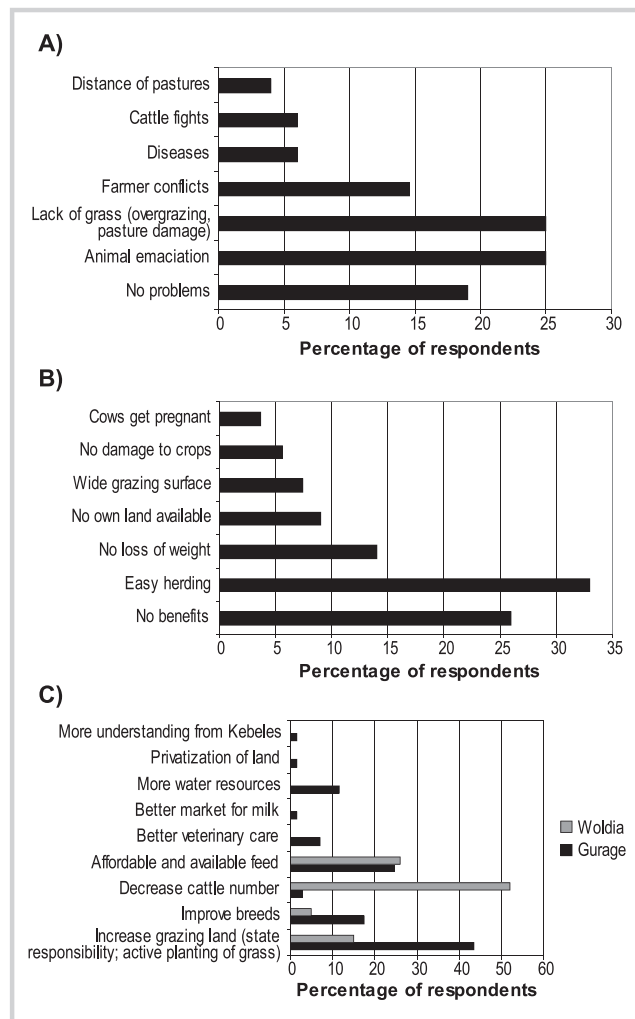 A)
Distance of pastures
Cattle fights
Diseases
Farmer conflicts
Lack of grass (overgrazing,
pasture damage)
Animal emaciation
No problems
0 5 10 15 20 25 30
Percentage of respondents
B)
Cows get pregnant
No damage to crops
Wide grazing surface
No own land available
No loss of weight
Easy herding
No benefits
0 5 10 15 20 25 30 35
Percentage of respondents
C)
More understanding from Kebeles
Privatization of land
More water resources
Better market for milk
Better veterinary care
Affordable and available feed
Decrease cattle number
Improve breeds
Increase grazing land (state
responsibility; active planting of grass)
0 10 20 30 40 50 60
Percentage of respondents
Woldia
Gurage